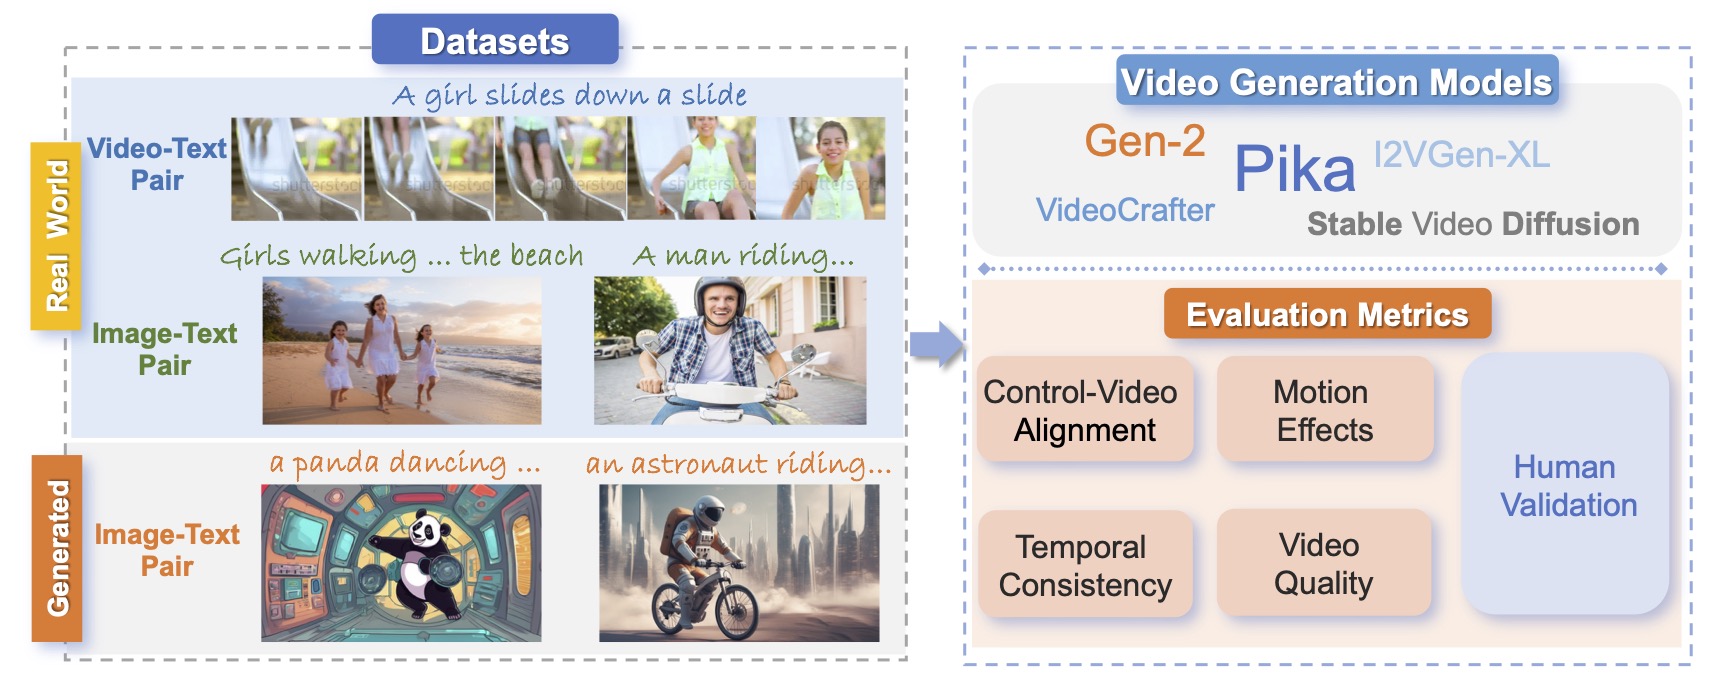 Datasets
A girl slides down a slide
Real World
Video-Text
Pair
shutterstock
shutterstock
shutterstock
shutterstock
shutterstock
Girls walking ... the beach
A man riding...
Image-Text
Pair
Generated
a panda dancing ...
an astronaut riding...
Image-Text
Pair
Video Generation Models
Gen-2
Pika
I2VGen-XL
VideoCrafter
Stable Video Diffusion
Evaluation Metrics
Control-Video
Alignment
Motion
Effects
Human
Validation
Temporal
Consistency
Video
Quality